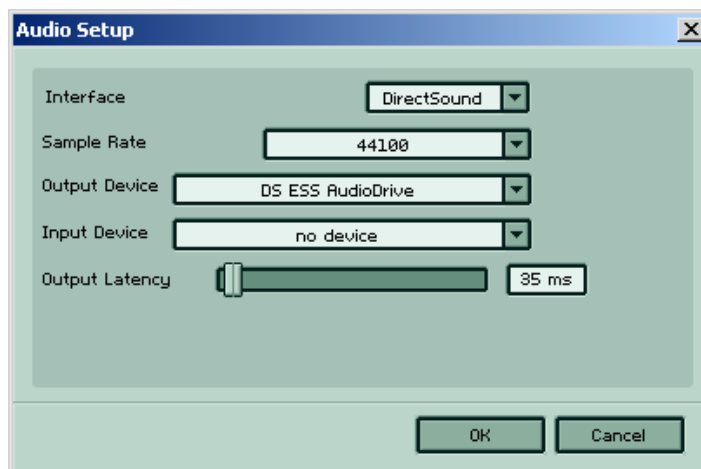 Audio Setup
Interface DirectSound
Sample Rate 44100
Output Device DS ESS AudioDrive
Input Device no device
Output Latency 35 ms
OK Cancel